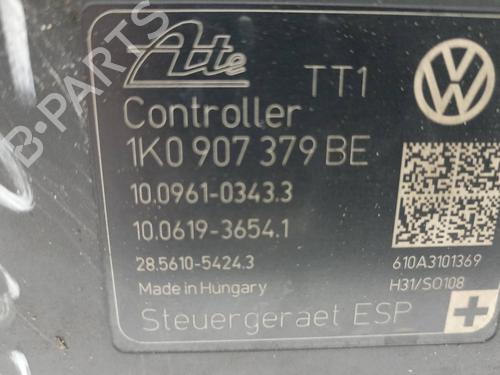 B-PARTS
Ate
TT1
Controller
1K0 907 379 BE
10.0961-0343.3
10.0619-3654.1
28.5610-5424.3
610A3101369
Made in Hungary
H31/SO108
Steuergeraet ESP